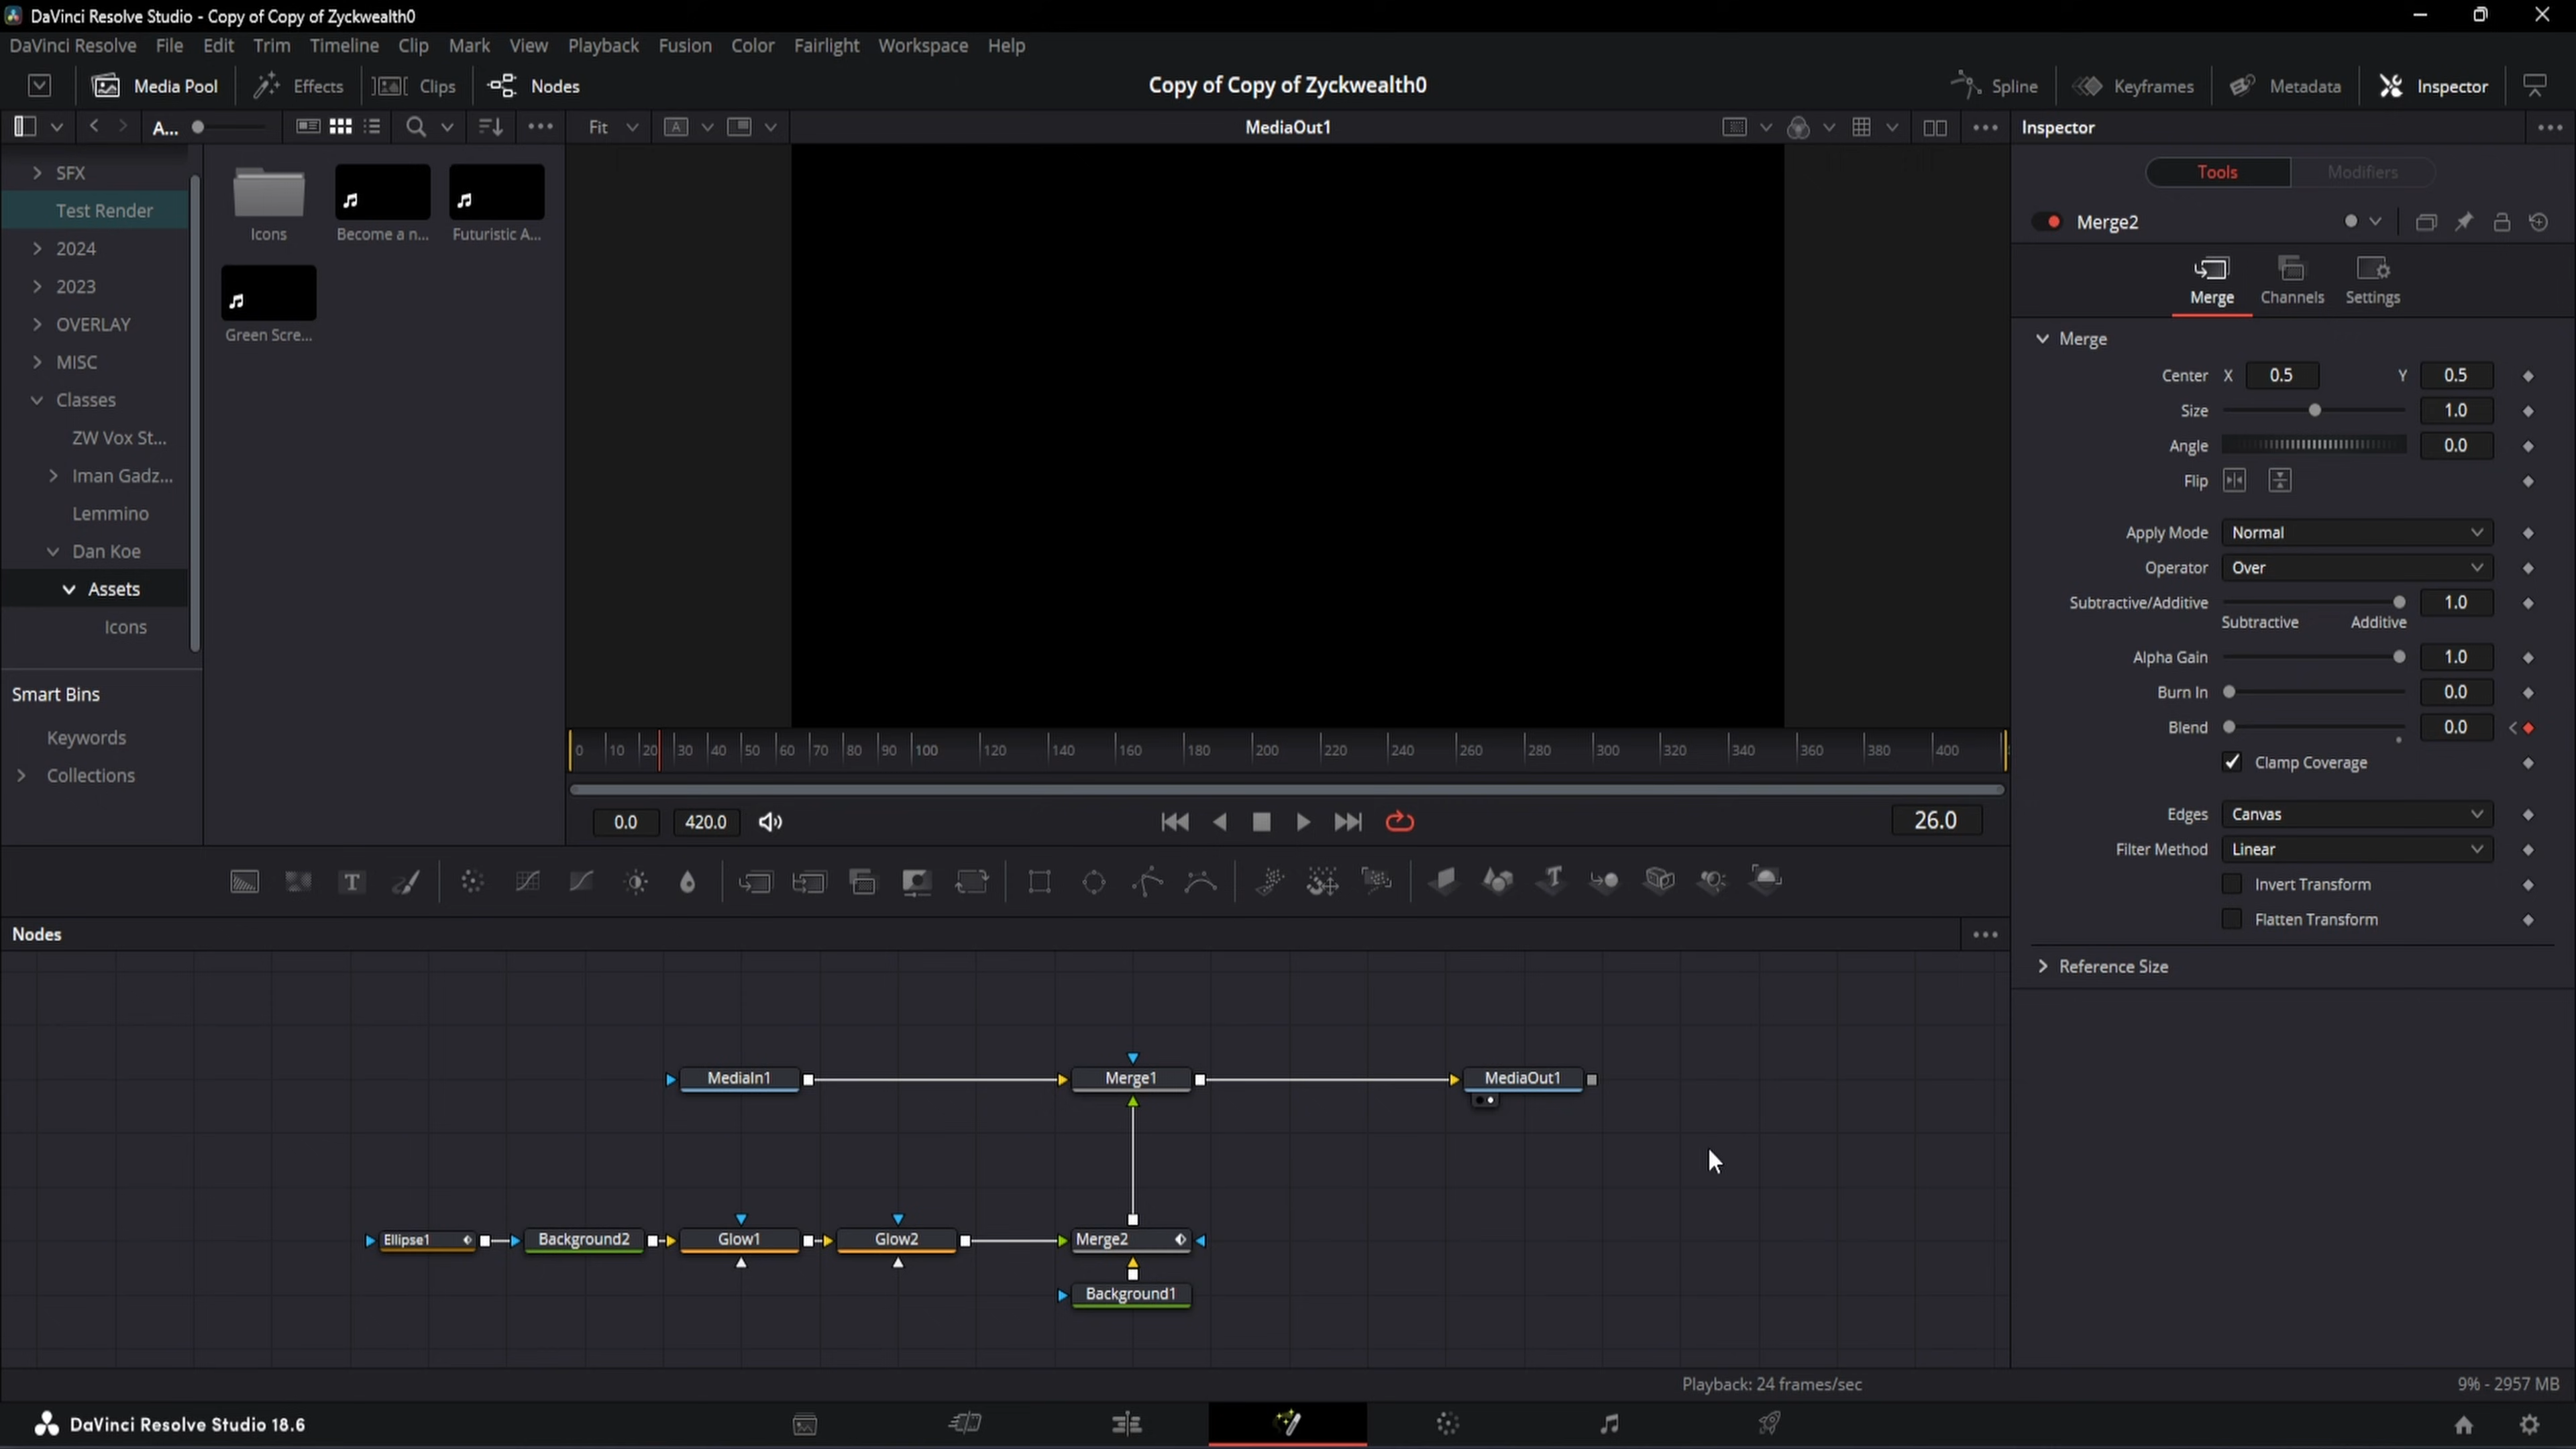 DaVinci Resolve Studio - Copy of Copy of Zyckwealth0
DaVinci Resolve File Edit Trim Timeline Clip Mark View Playback Fusion Color Fairlight Workspace Help
Media Pool Effects Clips Nodes Copy of Copy of Zyckwealth0 Spline Keyframes Metadata Inspector
A... Fit A MediaOut1 Inspector
SFX
Test Render
2024
2023
OVERLAY
MISC
Classes
ZW Vox St...
Iman Gadz...
Lemmino
Dan Koe
Assets
Icons
Smart Bins
Keywords
Collections
Icons Become a n... Futuristic A...
Green Scre...
0 10 20 30 40 50 60 70 80 90 100 120 140 160 180 200 220 240 260 280 300 320 340 360 380 400
0.0 420.0 26.0
T
Nodes
MediaIn1 Merge1 MediaOut1
Ellipse1 Background2 Glow1 Glow2 Merge2
Background1
Tools Modifiers
Merge2
Merge Channels Settings
Merge
Center X 0.5 Y 0.5
Size 1.0
Angle 0.0
Flip
Apply Mode Normal
Operator Over
Subtractive/Additive 1.0
Subtractive Additive
Alpha Gain 1.0
Burn In 0.0
Blend 0.0
Clamp Coverage
Edges Canvas
Filter Method Linear
Invert Transform
Flatten Transform
Reference Size
Playback: 24 frames/sec 9% - 2957 MB
DaVinci Resolve Studio 18.6